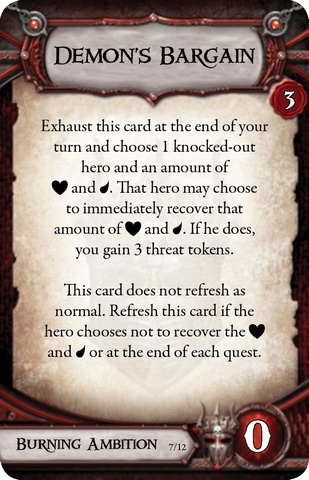 Demon's Bargain
3
Exhaust this card at the end of your
turn and choose 1 knocked-out
hero and an amount of
♥ and 💧. That hero may choose
to immediately recover that
amount of ♥ and 💧. If he does,
you gain 3 threat tokens.
This card does not refresh as
normal. Refresh this card if the
hero chooses not to recover the ♥
and 💧 or at the end of each quest.
Burning Ambition 7/12
0